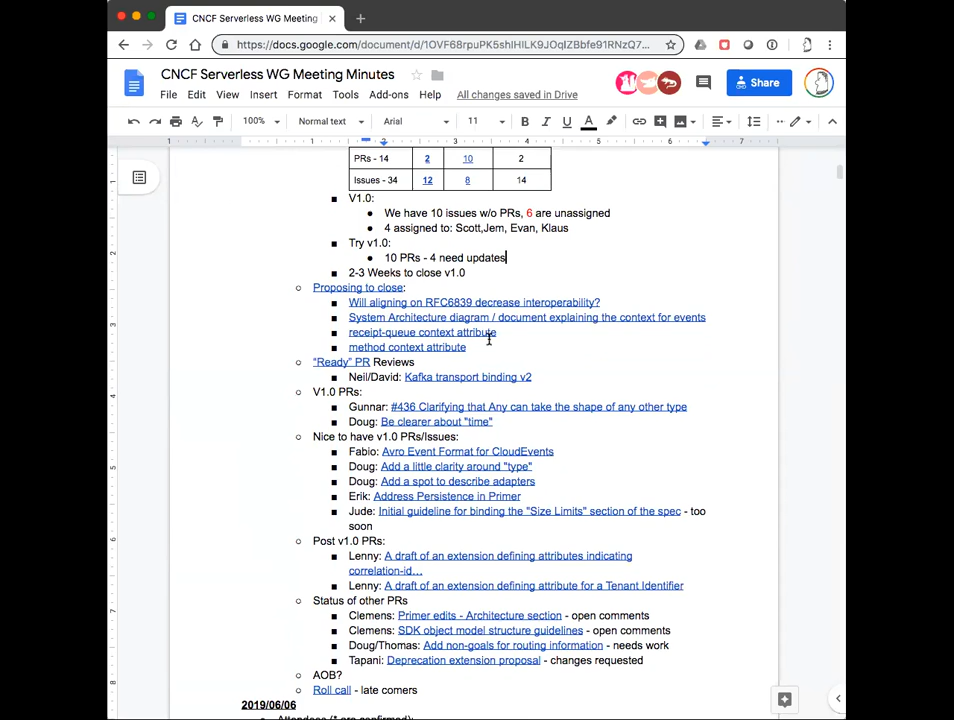 CNCF Serverless WG Meeting
https://docs.google.com/document/d/1OVF68rpuPK5shIHILK9JOqIZBbfe91RNzQ7...
CNCF Serverless WG Meeting Minutes
File Edit View Insert Format Tools Add-ons Help All changes saved in Drive
Share
100% Normal text Arial 11 B I U A
1 1 2 3 4 5 6 7
PRs - 14 2 10 2
Issues - 34 12 8 14
V1.0:
We have 10 issues w/o PRs, 6 are unassigned
4 assigned to: Scott,Jem, Evan, Klaus
Try v1.0:
10 PRs - 4 need updates
2-3 Weeks to close v1.0
Proposing to close:
Will aligning on RFC6839 decrease interoperability?
System Architecture diagram / document explaining the context for events
receipt-queue context attribute
method context attribute
“Ready” PR Reviews
Neil/David: Kafka transport binding v2
V1.0 PRs:
Gunnar: #436 Clarifying that Any can take the shape of any other type
Doug: Be clearer about "time"
Nice to have v1.0 PRs/Issues:
Fabio: Avro Event Format for CloudEvents
Doug: Add a little clarity around "type"
Doug: Add a spot to describe adapters
Erik: Address Persistence in Primer
Jude: Initial guideline for binding the "Size Limits" section of the spec - too
soon
Post v1.0 PRs:
Lenny: A draft of an extension defining attributes indicating
correlation-id…
Lenny: A draft of an extension defining attribute for a Tenant Identifier
Status of other PRs
Clemens: Primer edits - Architecture section - open comments
Clemens: SDK object model structure guidelines - open comments
Doug/Thomas: Add non-goals for routing information - needs work
Tapani: Deprecation extension proposal - changes requested
AOB?
Roll call - late comers
2019/06/06
Attendees (* are confirmed):